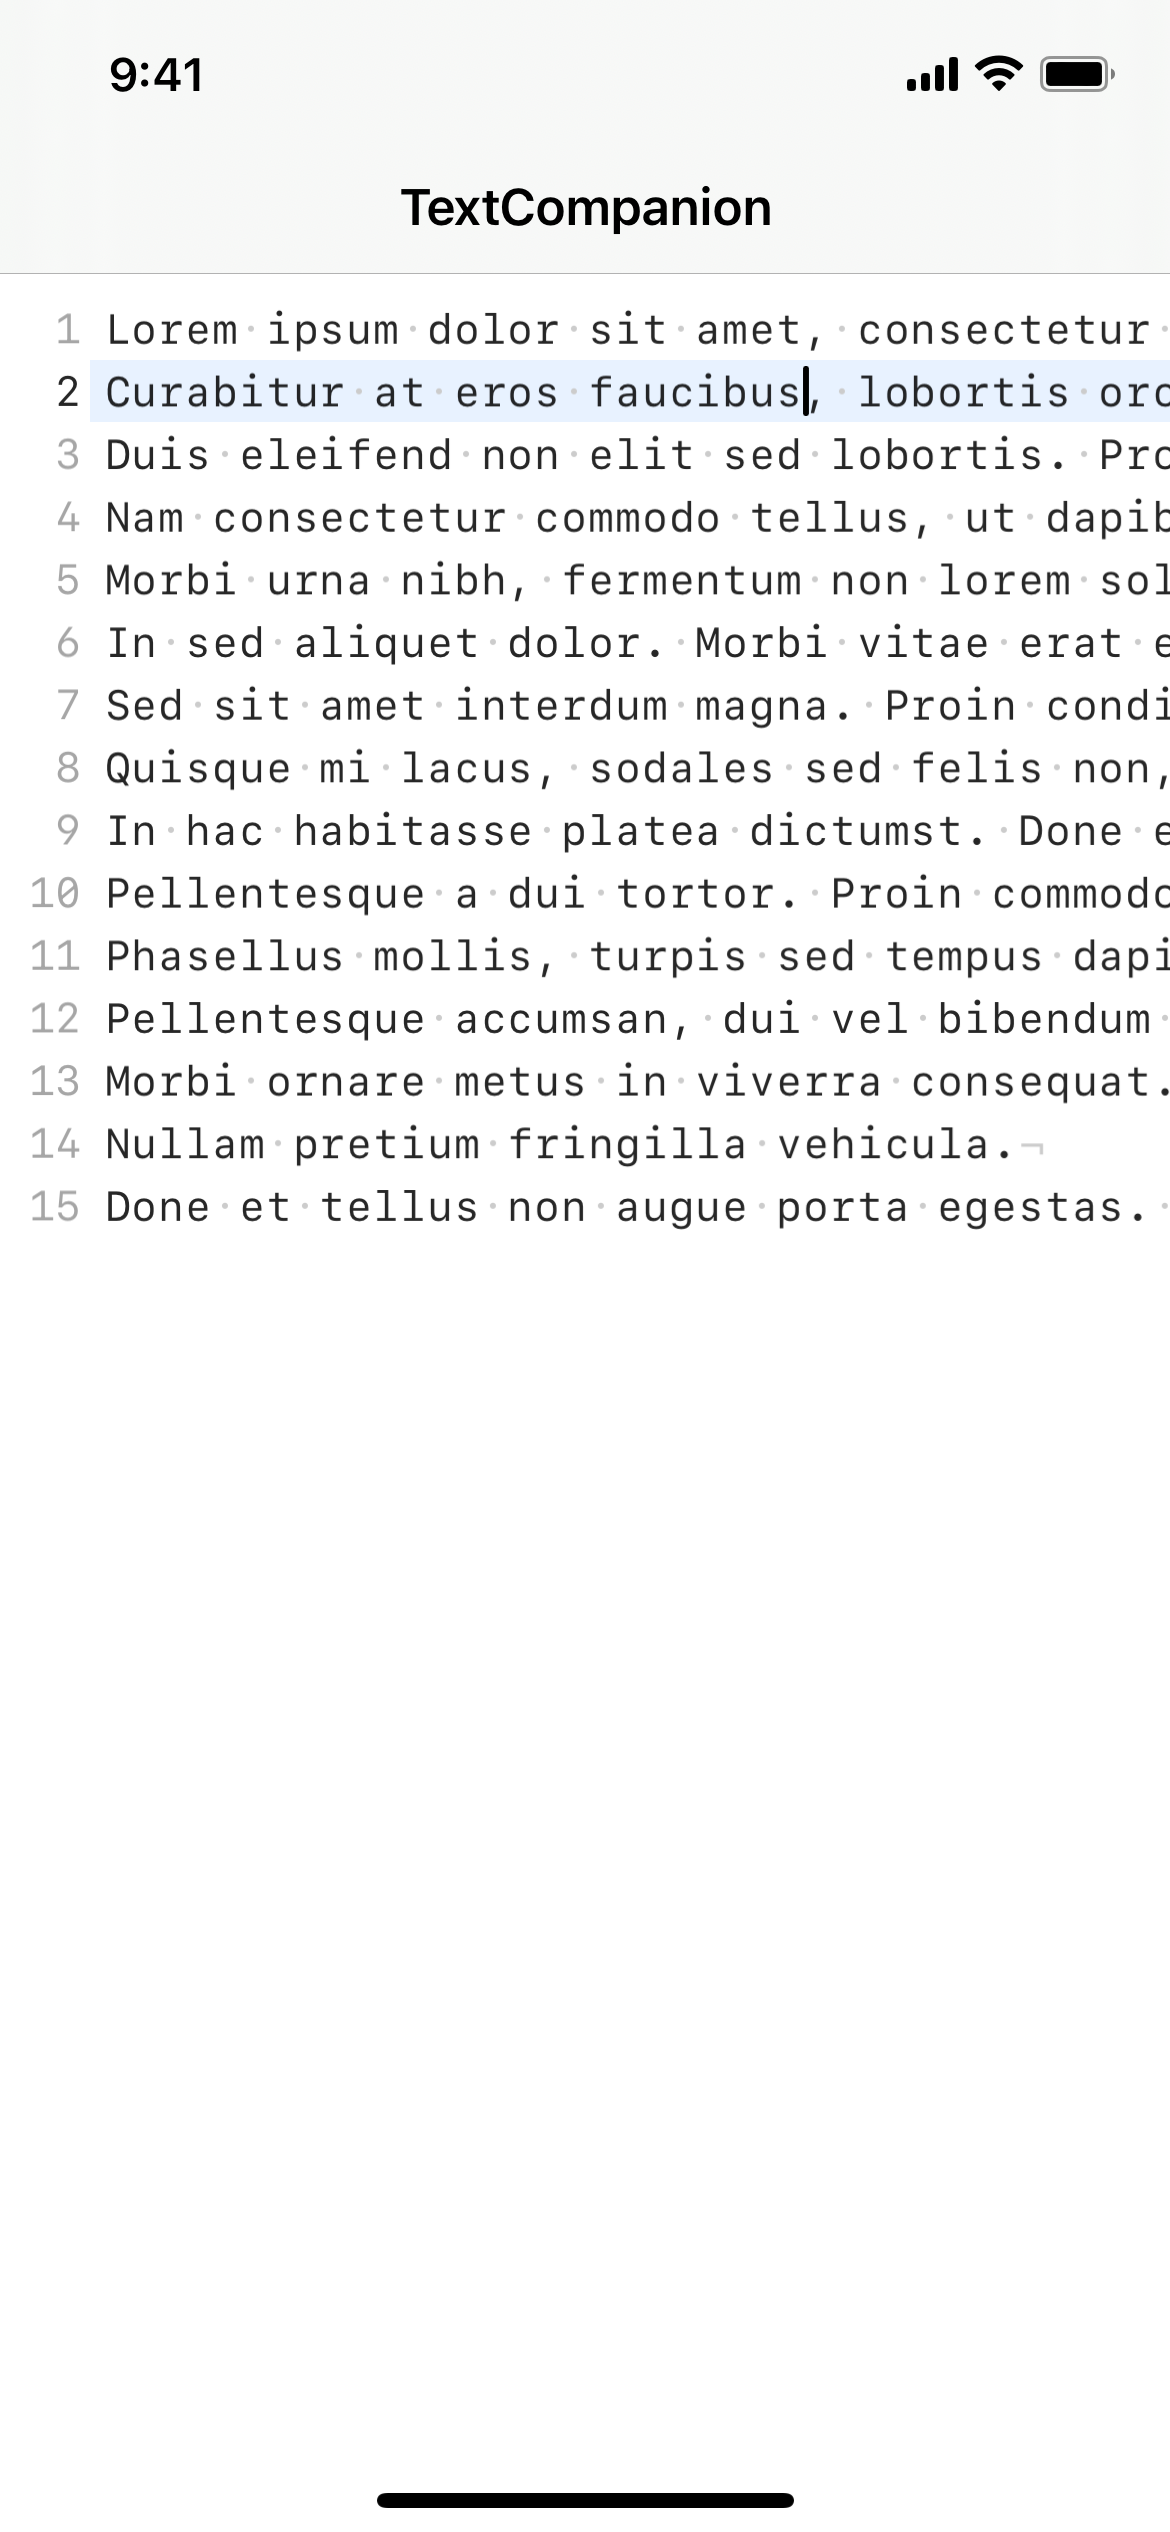 9:41
TextCompanion
1 Lorem·ipsum·dolor·sit·amet,·consectetur·
2 Curabitur·at·eros·faucibus,·lobortis·orc
3 Duis·eleifend·non·elit·sed·lobortis.·Pro
4 Nam·consectetur·commodo·tellus,·ut·dapib
5 Morbi·urna·nibh,·fermentum·non·lorem·sol
6 In·sed·aliquet·dolor.·Morbi·vitae·erat·e
7 Sed·sit·amet·interdum·magna.·Proin·condi
8 Quisque·mi·lacus,·sodales·sed·felis·non,
9 In·hac·habitasse·platea·dictumst.·Done·e
10 Pellentesque·a·dui·tortor.·Proin·commodo
11 Phasellus·mollis,·turpis·sed·tempus·dapi
12 Pellentesque·accumsan,·dui·vel·bibendum·
13 Morbi·ornare·metus·in·viverra·consequat.
14 Nullam·pretium·fringilla·vehicula.¬
15 Done·et·tellus·non·augue·porta·egestas.·